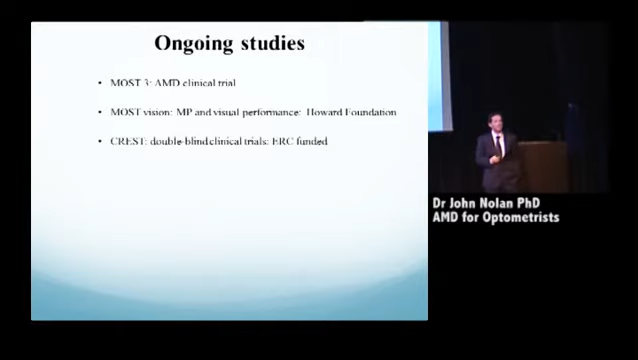 Ongoing studies
• MOST 3: AMD clinical trial
• MOST vision: MP and visual performance: Howard Foundation
• CREST: double-blind clinical trials: ERC funded
Dr John Nolan PhD
AMD for Optometrists